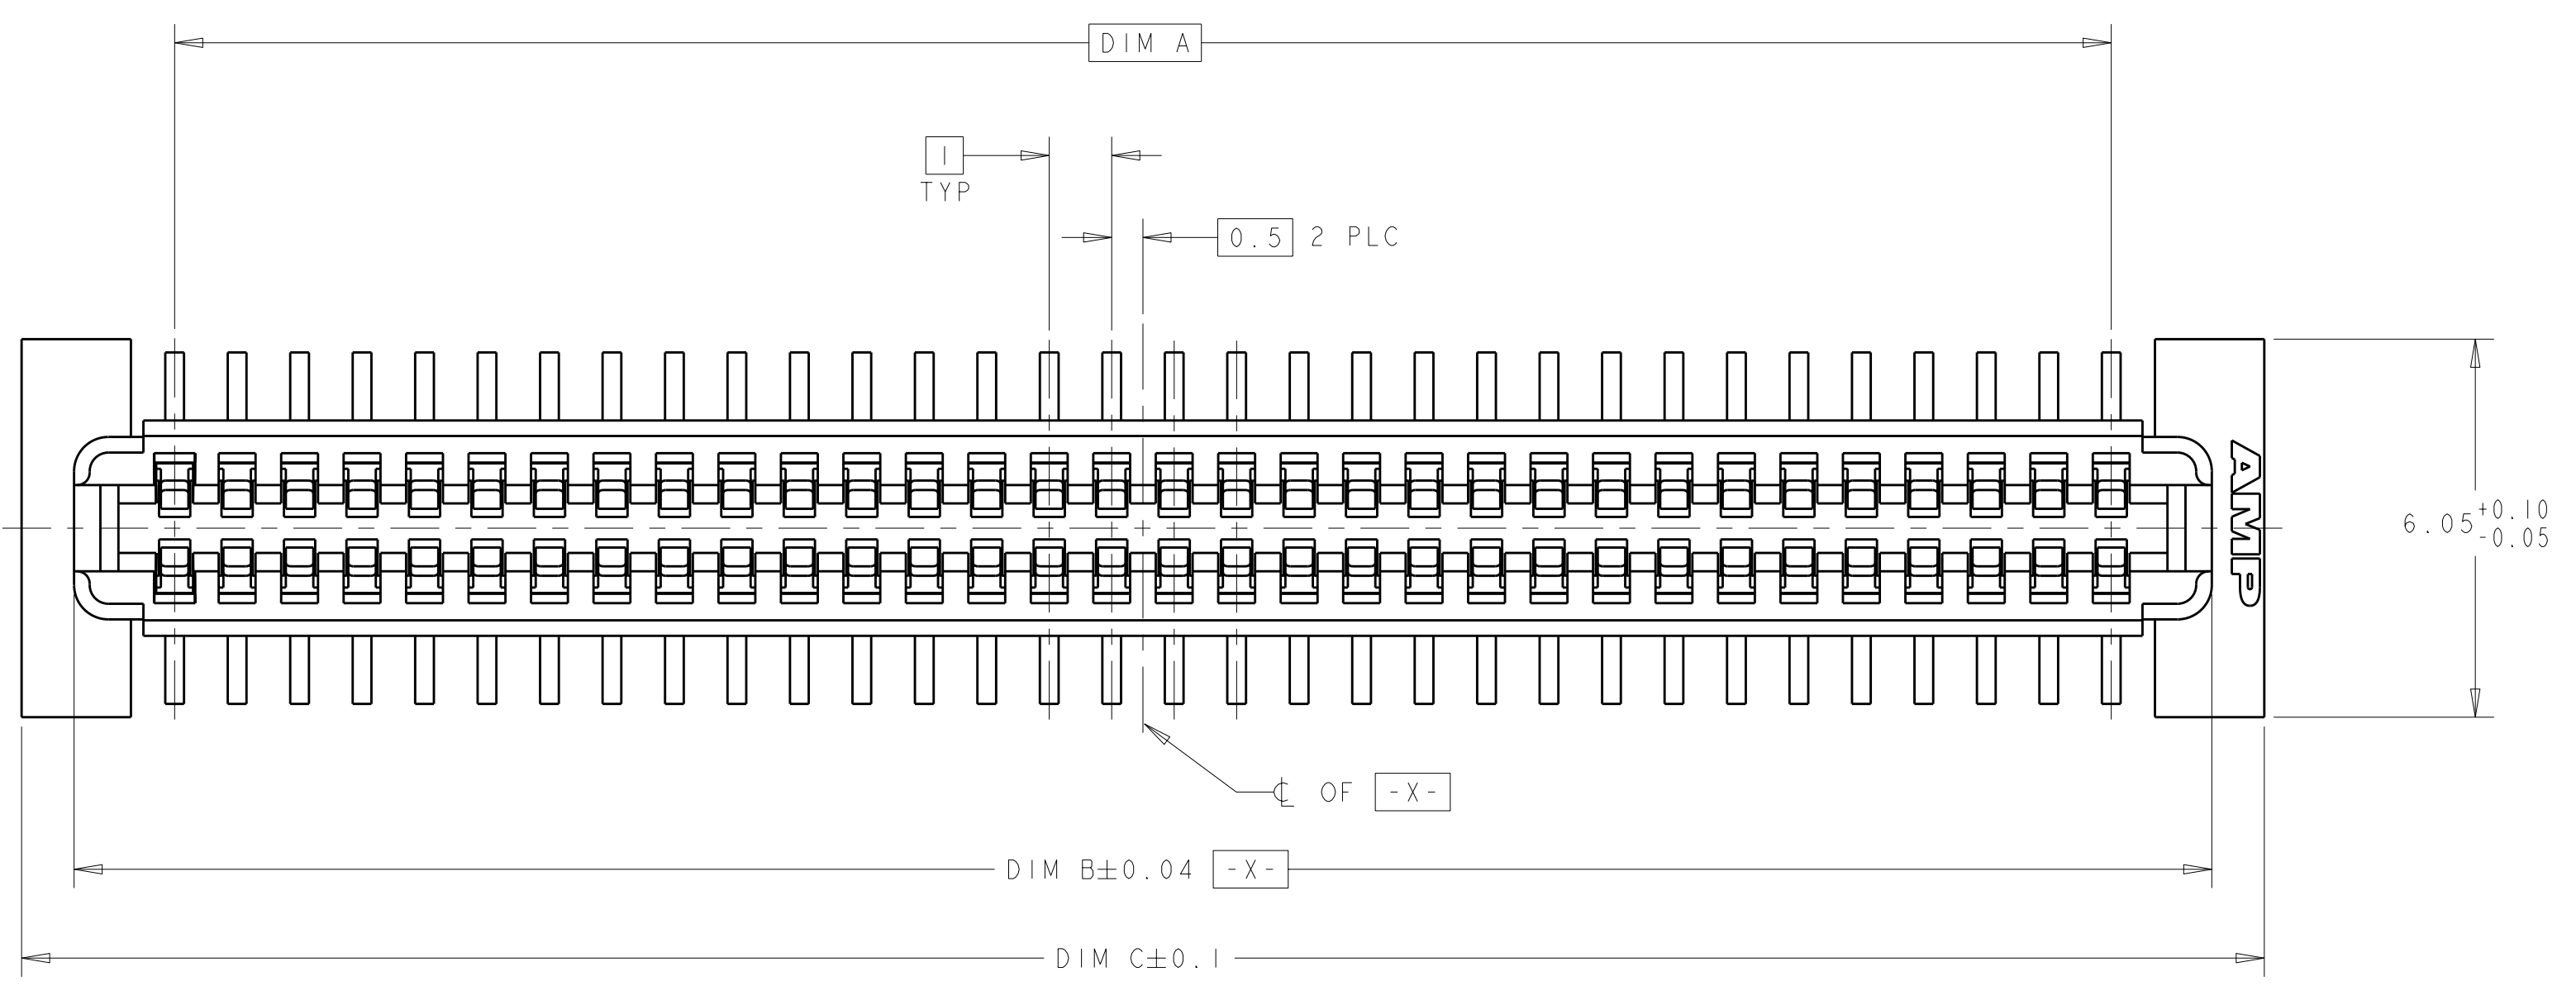 DIM A
1
TYP
0.5 2 PLC
AMP
6.05 +0.10
-0.05
℄ OF -X-
DIM B±0.04 -X-
DIM C±0.1